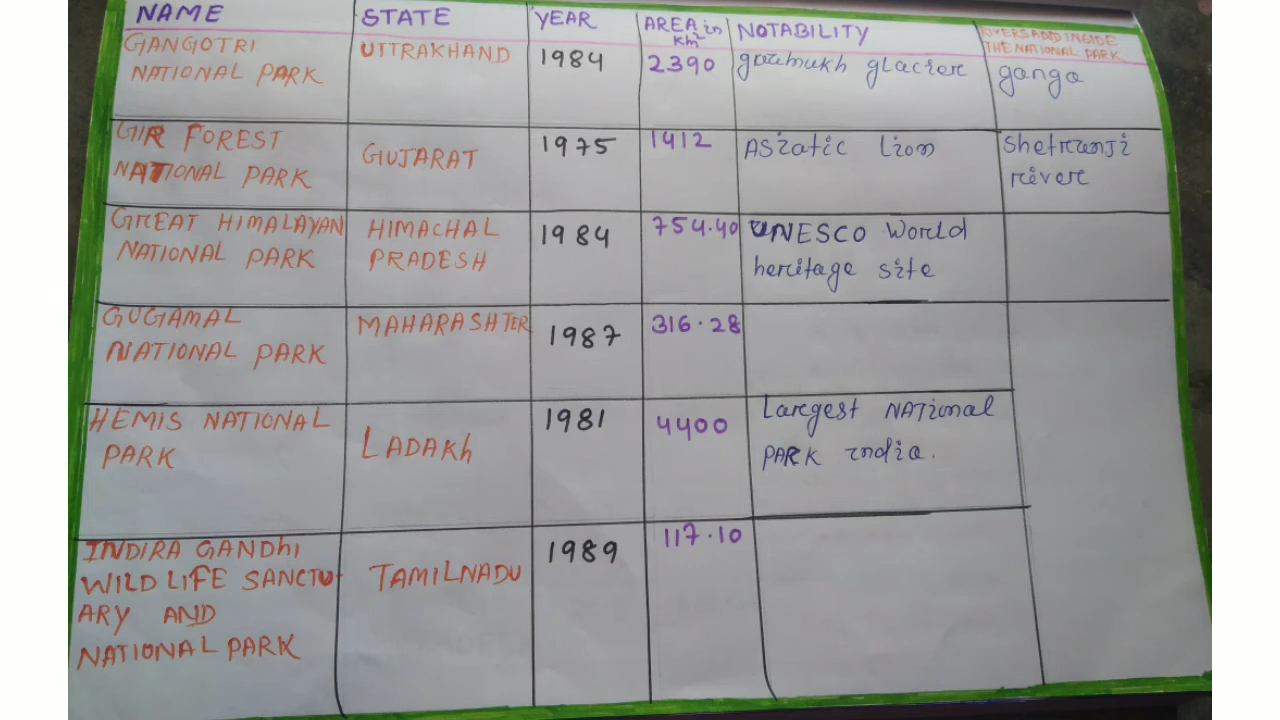 NAME
STATE
YEAR
AREA in
km²
NOTABILITY
RIVERS ADD INSIDE
THE NATIONAL PARK
GANGOTRI
NATIONAL PARK
UTTRAKHAND
1984
2390
goumukh glacier
ganga
GIR FOREST
NATIONAL PARK
GUJARAT
1975
1412
ASiatic Lion
Shetrunji
river
GREAT HIMALAYAN
NATIONAL PARK
HIMACHAL
PRADESH
1984
754.40
UNESCO World
heritage site
GUGAMAL
NATIONAL PARK
MAHARASHTER
1987
316.28
HEMIS NATIONAL
PARK
LADAKh
1981
4400
Largest NATional
PARK india.
INDIRA GANDhi
WILD LIFE SANCTU-
ARY AND
NATIONAL PARK
TAMILNADU
1989
117.10